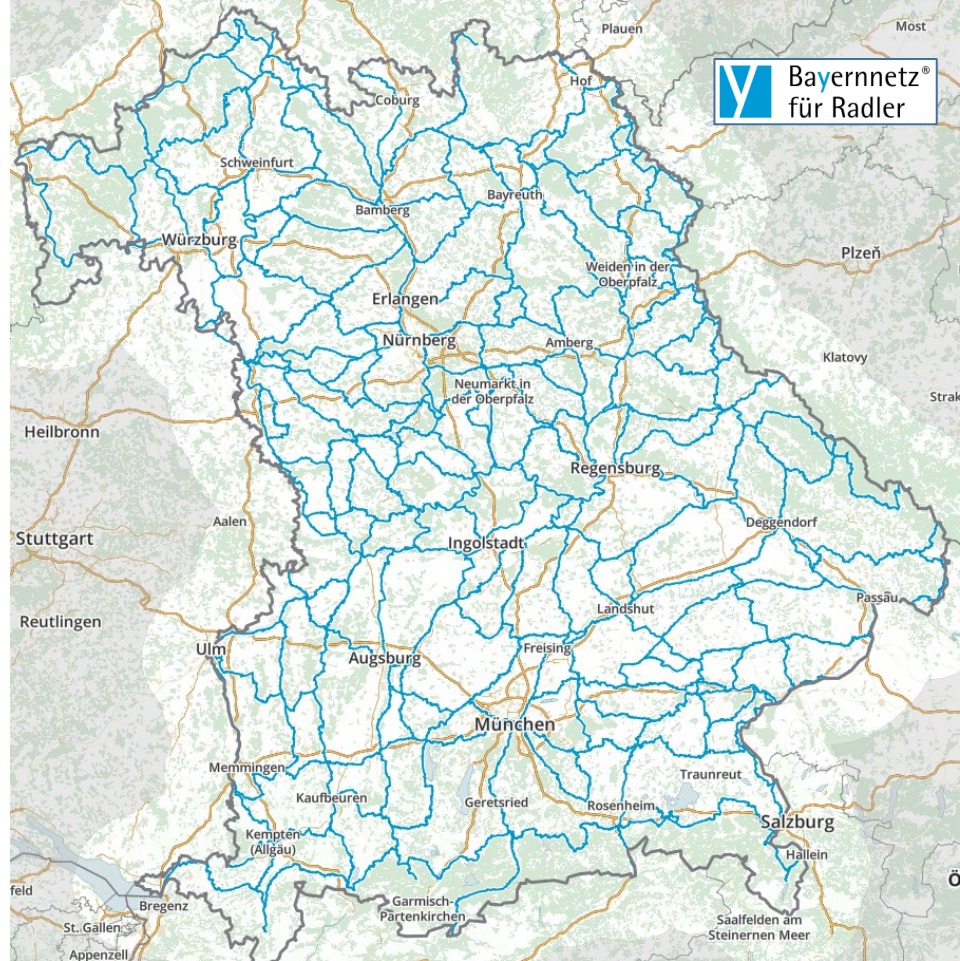 Plauen
Most
Bayernnetz®
für Radler
Hof
Coburg
Schweinfurt
Bayreuth
Bamberg
Würzburg
Plzeň
Weiden in der
Oberpfalz
Erlangen
Nürnberg
Amberg
Klatovy
Neumarkt in
der Oberpfalz
Strak
Heilbronn
Regensburg
Aalen
Deggendorf
Stuttgart
Ingolstadt
Passau
Landshut
Reutlingen
Ulm
Freising
Augsburg
München
Memmingen
Traunreut
Kaufbeuren
Geretsried
Rosenheim
Salzburg
Kempten
(Allgäu)
Hallein
feld
Ö
Bregenz
Garmisch-
Partenkirchen
St. Gallen
Saalfelden am
Steinernen Meer
Appenzell